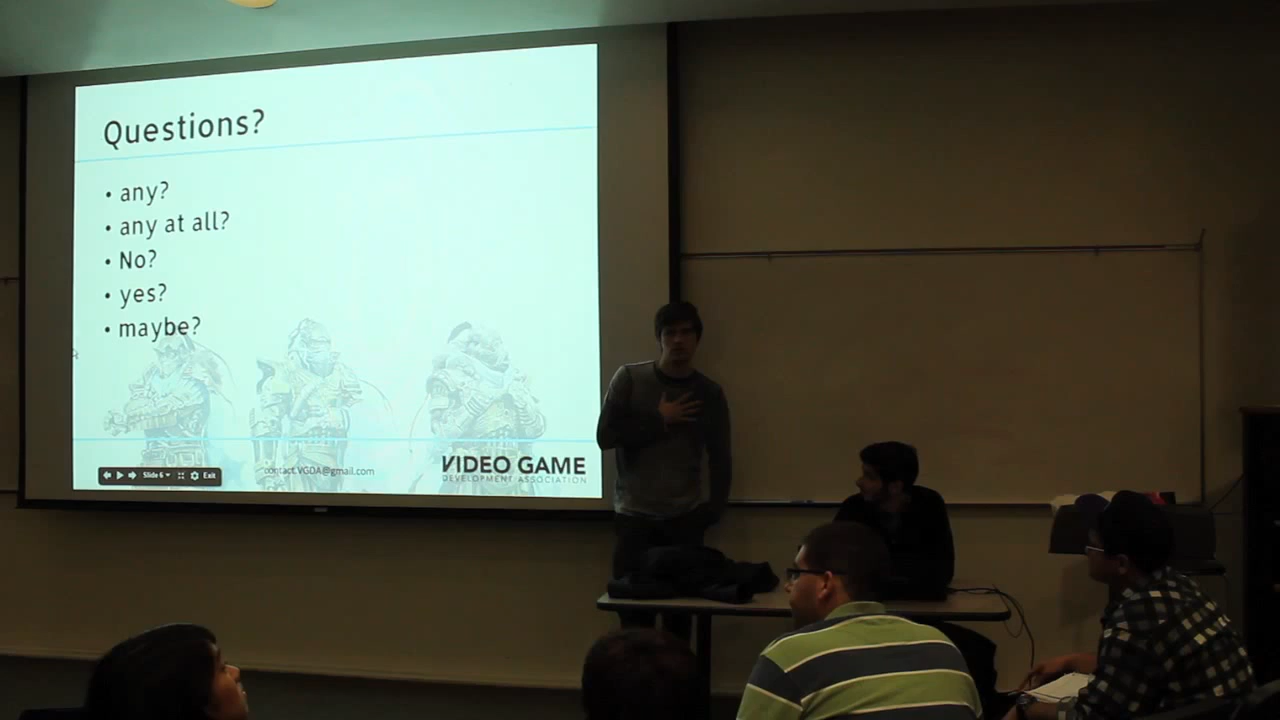 Questions?
• any?
• any at all?
• No?
• yes?
• maybe?
Slide 6
Exit
contact.VGDA@gmail.com
VIDEO GAME
DEVELOPMENT ASSOCIATION